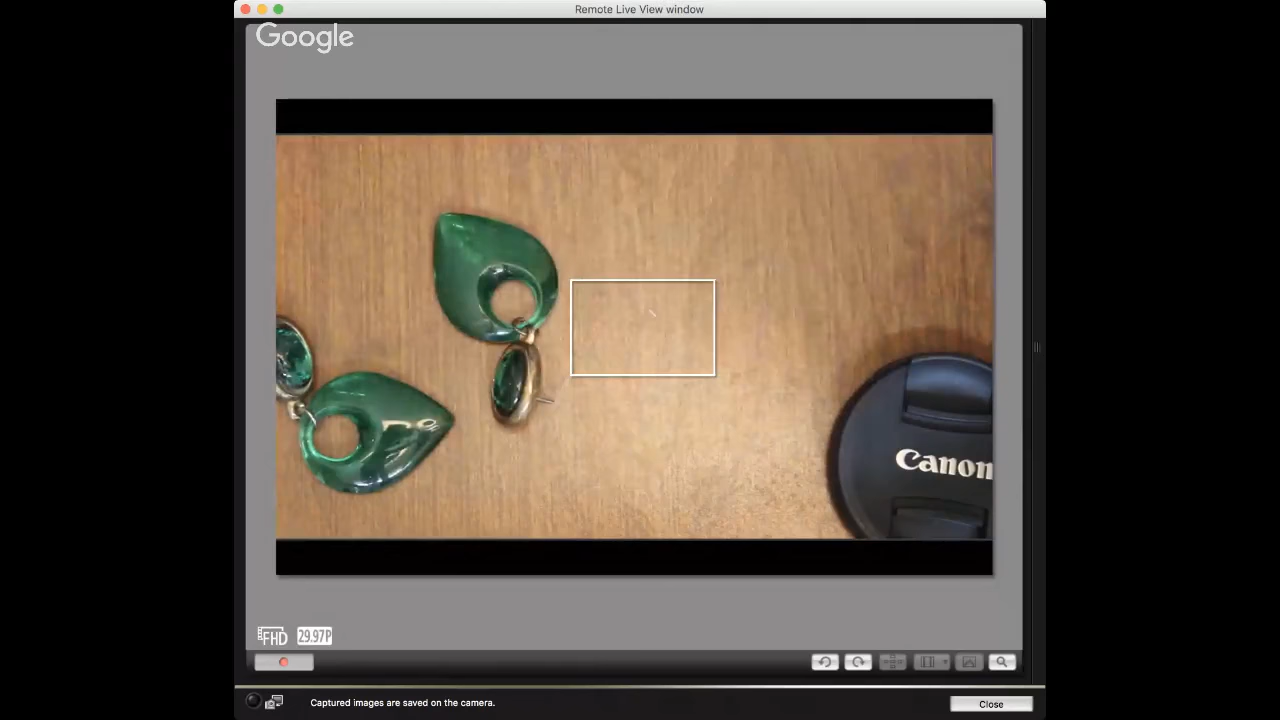 Remote Live View window
Google
Canon
FHD
29.97P
Captured images are saved on the camera.
Close